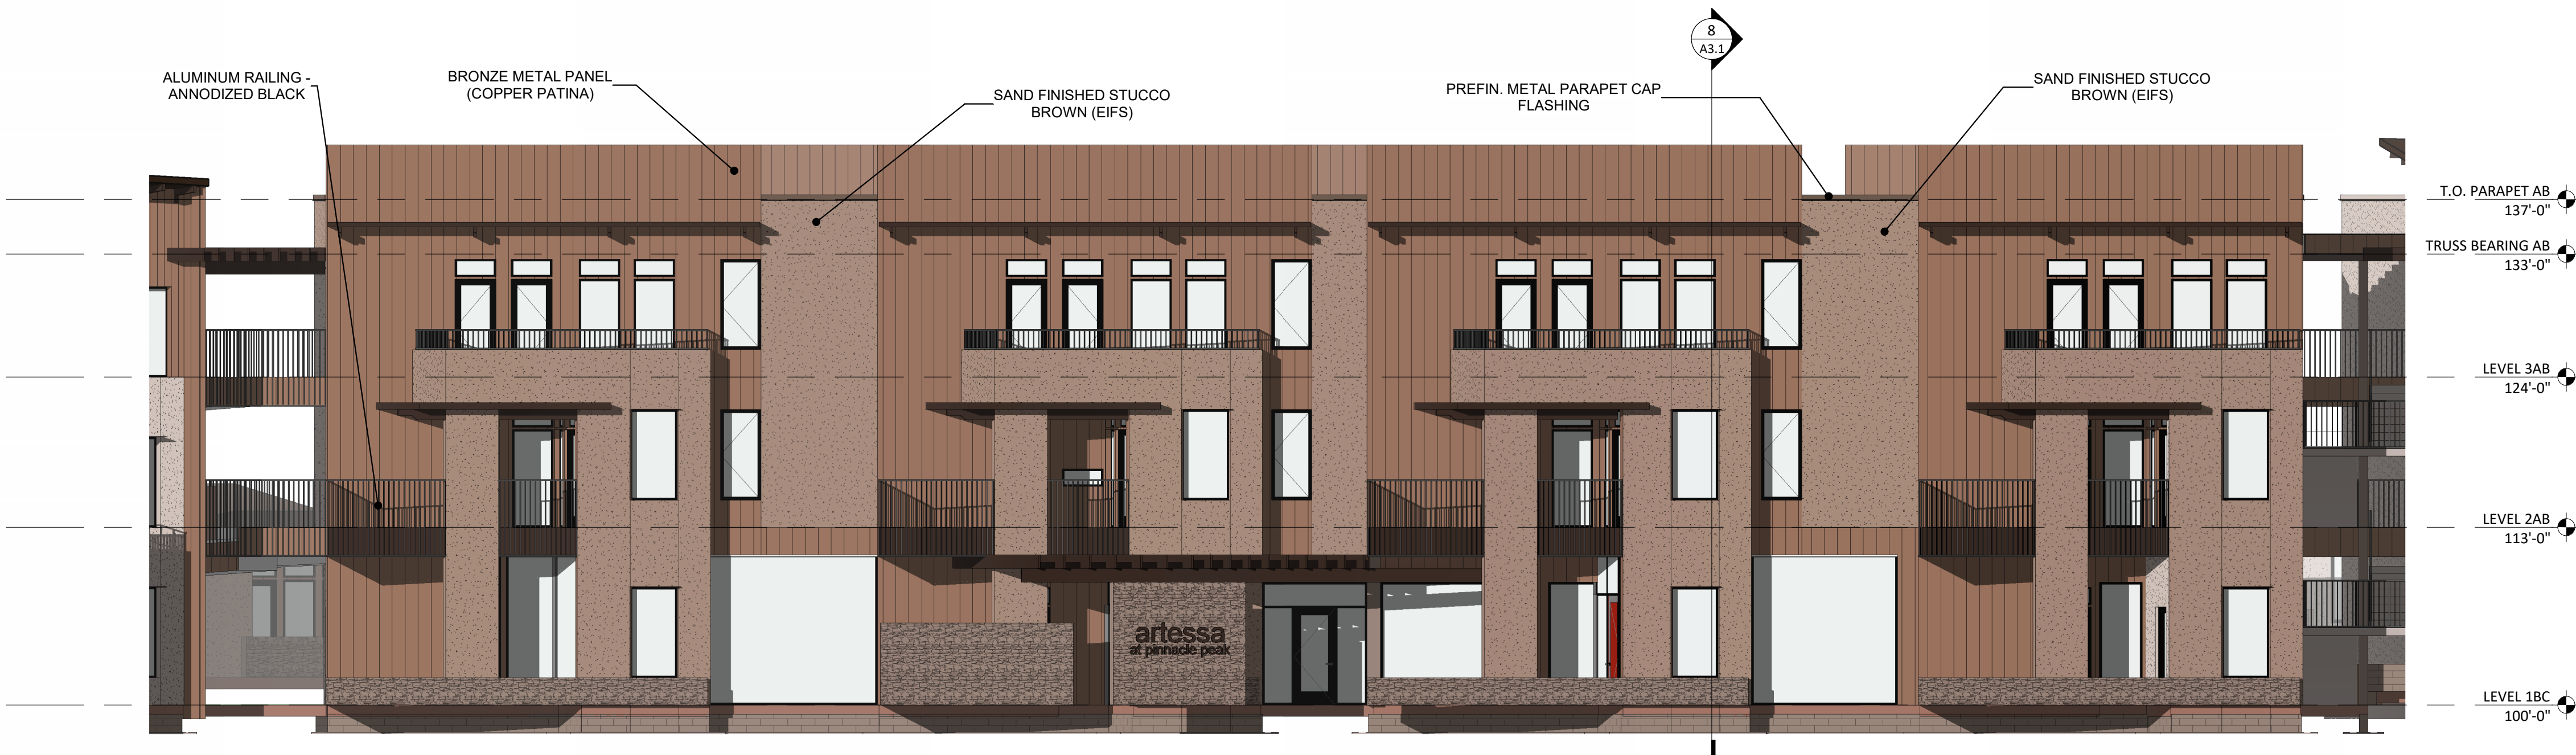 8
A3.1
ALUMINUM RAILING -
ANNODIZED BLACK
BRONZE METAL PANEL
(COPPER PATINA)
SAND FINISHED STUCCO
BROWN (EIFS)
PREFIN. METAL PARAPET CAP
FLASHING
SAND FINISHED STUCCO
BROWN (EIFS)
T.O. PARAPET AB
137'-0"
TRUSS BEARING AB
133'-0"
LEVEL 3AB
124'-0"
LEVEL 2AB
113'-0"
artessa
at pinnacle peak
LEVEL 1BC
100'-0"